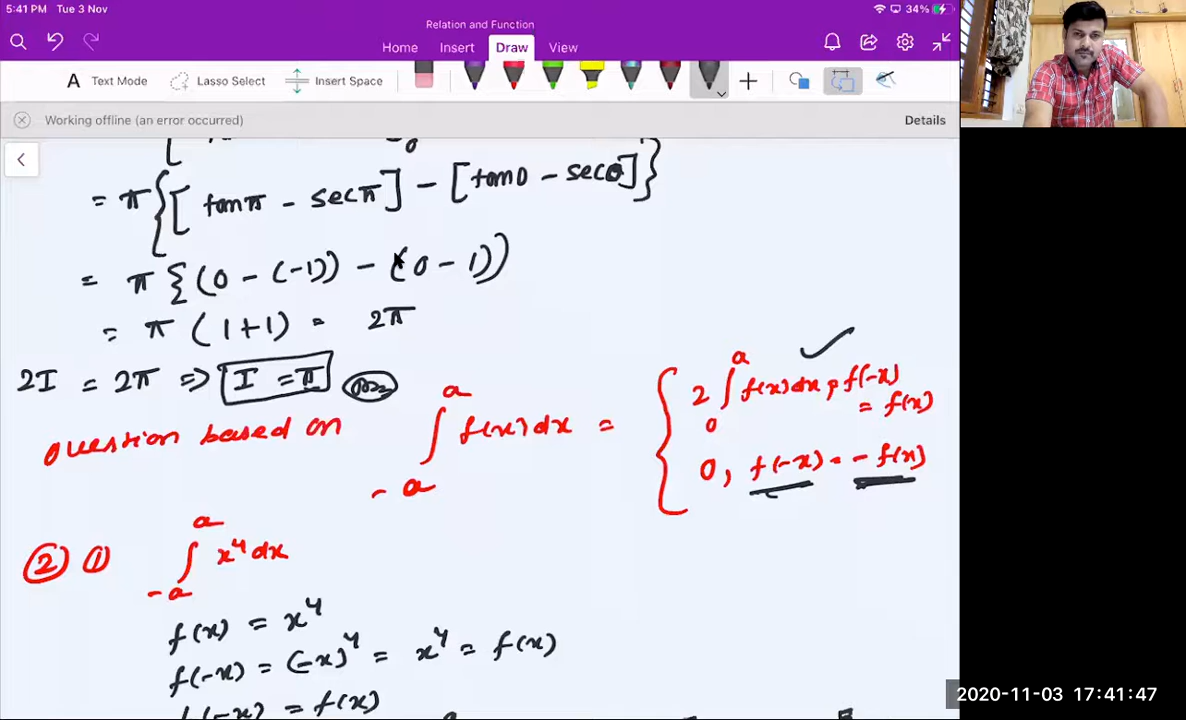 5:41 PM Tue 3 Nov
34%
Relation and Function
Home Insert Draw View
A Text Mode Lasso Select Insert Space
Working offline (an error occurred) Details
= π{[tanπ - secπ] - [tan0 - sec0]}
= π{(0 - (-1)) - (0 - 1))
= π(1+1) = 2π
2I = 2π => I = π
question based on ∫_{-a}^{a} f(x)dx = { 2∫_{0}^{a} f(x)dx, f(-x) = f(x)
0, f(-x) = - f(x)
② ① ∫_{-a}^{a} x⁴dx
f(x) = x⁴
f(-x) = (-x)⁴ = x⁴ = f(x)
f(-x) = f(x)
2020-11-03 17:41:47